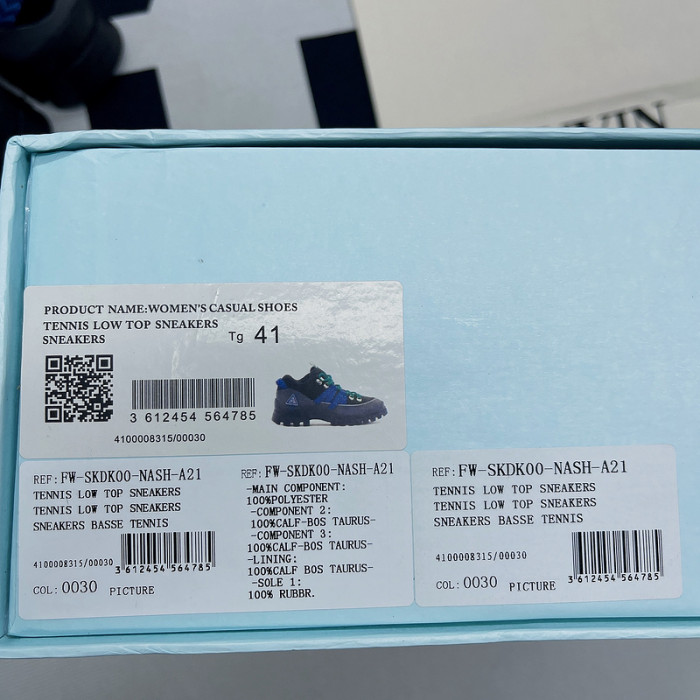 VIN
PRODUCT NAME:WOMEN'S CASUAL SHOES
TENNIS LOW TOP SNEAKERS
SNEAKERS
Tg 41
3 612454 564785
4100008315/00030
REF:FW-SKDK00-NASH-A21
TENNIS LOW TOP SNEAKERS
TENNIS LOW TOP SNEAKERS
SNEAKERS BASSE TENNIS
4100008315/00030
3 612454 564785
COL:0030 PICTURE
REF:FW-SKDK00-NASH-A21
-MAIN COMPONENT:
100%POLYESTER
-COMPONENT 2:
100%CALF-BOS TAURUS-
-COMPONENT 3:
100%CALF-BOS TAURUS-
-LINING:
100%CALF BOS TAURUS-
-SOLE 1:
100% RUBBR.
REF:FW-SKDK00-NASH-A21
TENNIS LOW TOP SNEAKERS
TENNIS LOW TOP SNEAKERS
SNEAKERS BASSE TENNIS
4100008315/00030
3 612454 564785
COL:0030 PICTURE